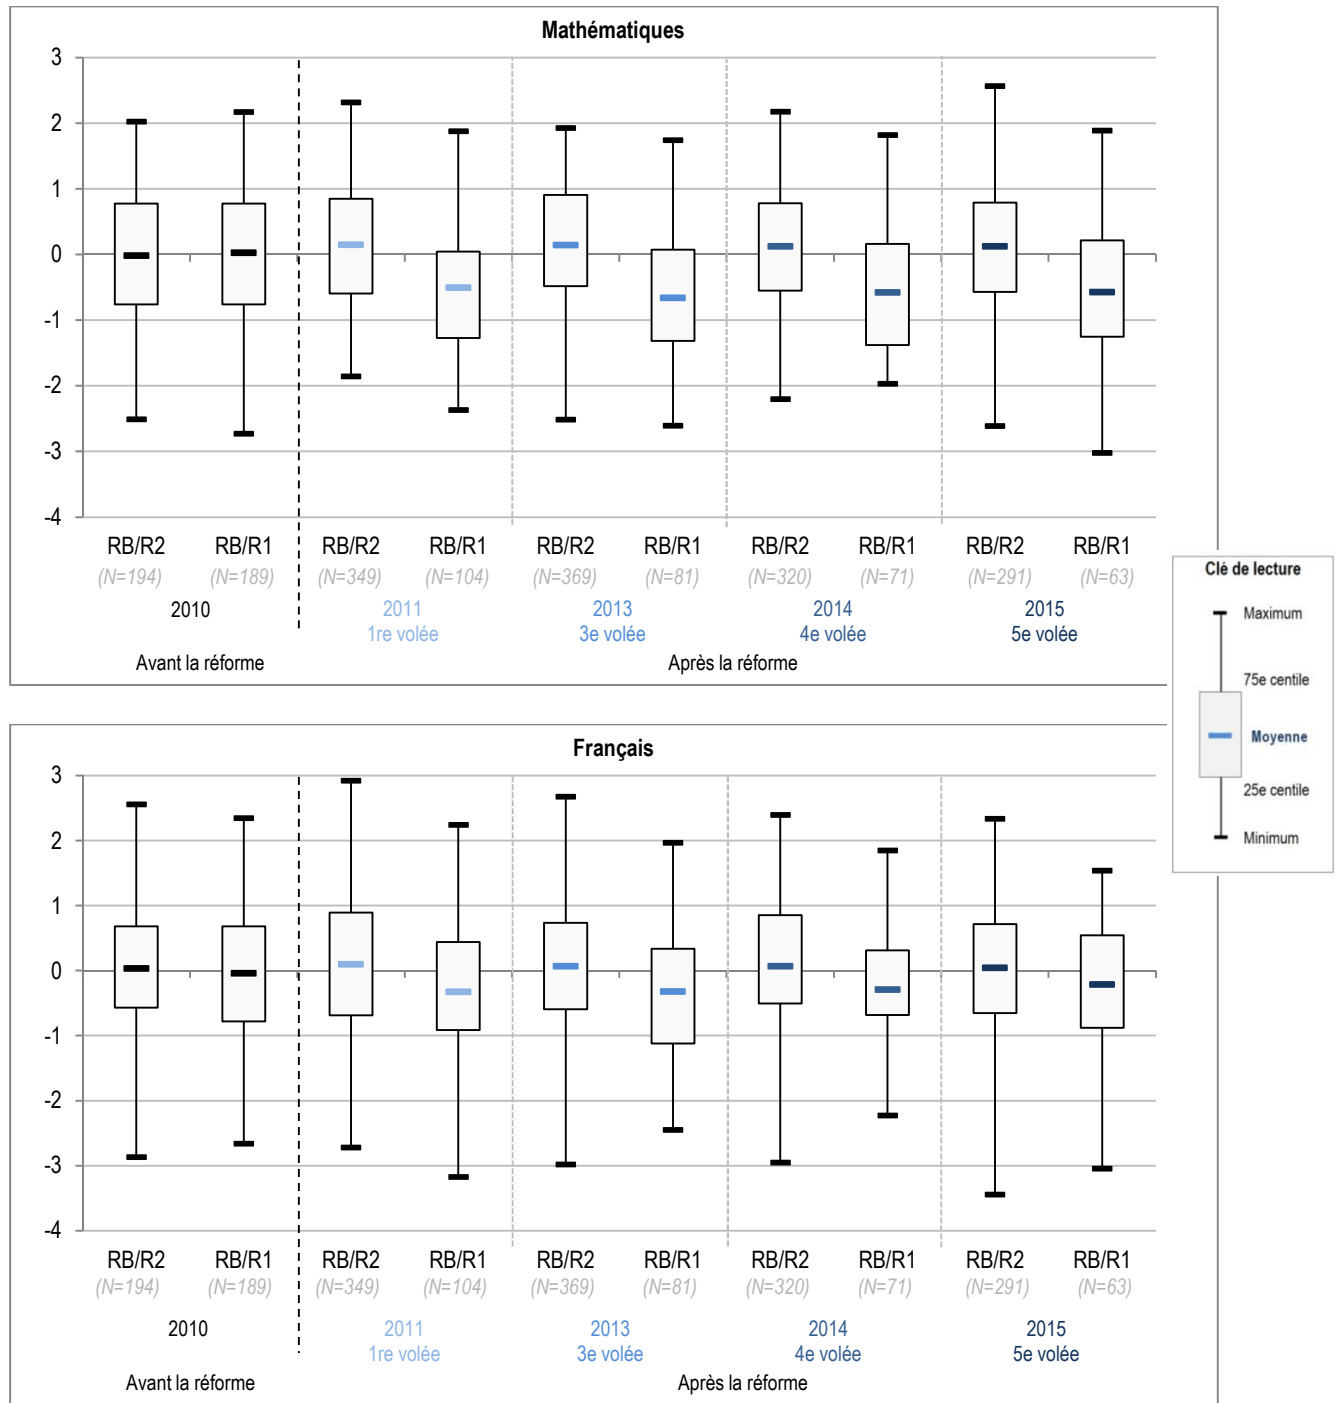 Mathématiques
3
2
1
0
-1
-2
-3
-4
RB/R2 RB/R1 RB/R2 RB/R1 RB/R2 RB/R1 RB/R2 RB/R1 RB/R2 RB/R1
(N=194) (N=189) (N=349) (N=104) (N=369) (N=81) (N=320) (N=71) (N=291) (N=63)
2010 2011 2013 2014 2015
1re volée 3e volée 4e volée 5e volée
Avant la réforme Après la réforme
Clé de lecture
Maximum
75e centile
Moyenne
25e centile
Minimum
Français
3
2
1
0
-1
-2
-3
-4
RB/R2 RB/R1 RB/R2 RB/R1 RB/R2 RB/R1 RB/R2 RB/R1 RB/R2 RB/R1
(N=194) (N=189) (N=349) (N=104) (N=369) (N=81) (N=320) (N=71) (N=291) (N=63)
2010 2011 2013 2014 2015
1re volée 3e volée 4e volée 5e volée
Avant la réforme Après la réforme